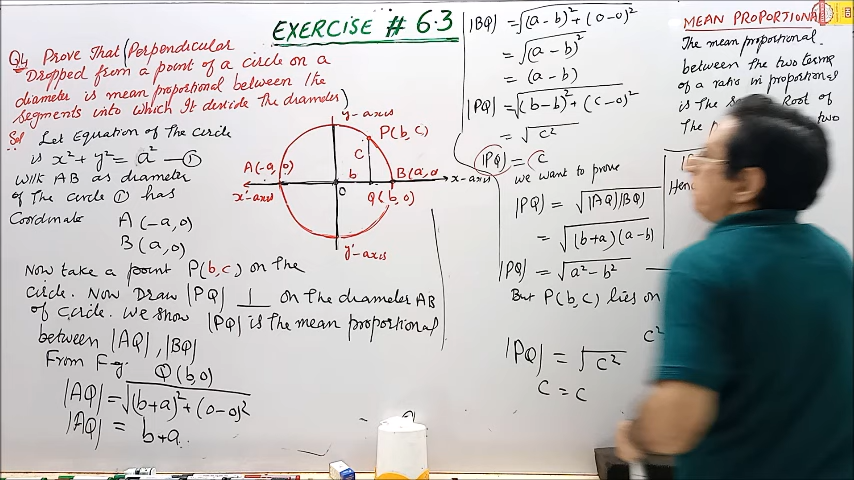 EXERCISE # 6.3
Q4 Prove That (Perpendicular
Dropped from a point of a circle on a
diameter is mean proportional between the
segments into which It devide the diameter)
Sol Let Equation of The circle
is x² + y² = a² — ①
With AB as diameter
of The circle ① has
Coordinate A(-a, 0)
B(a, 0)
y-axis
P(b, c)
c
A(-a, 0)
b
B(a, 0
x-axis
x'-axis
O
Q(b, 0)
y'-axis
Now take a point P(b, c) on the
circle. Now Draw |PQ| ⊥ on the diameter AB
of circle. We show |PQ| is the mean proportional
between |AQ|, |BQ|
From Fig. Q(b, 0)
|AQ| = √(b+a)² + (0-0)²
|AQ| = b+a.
|BQ| = √(a-b)² + (0-0)²
= √(a-b)²
= (a-b)
|PQ| = √(b-b)² + (c-0)²
= √c²
|PQ| = c
we want to prove
|PQ| = √|AQ||BQ|
= √(b+a)(a-b)
|PQ| = √a²-b² —
But P(b, c) lies on
c²
|PQ| = √c²
c = c
MEAN PROPORTIONA
The mean proportional
between the two terms
of a ratio in proportional
is The Root of
The two
Hen